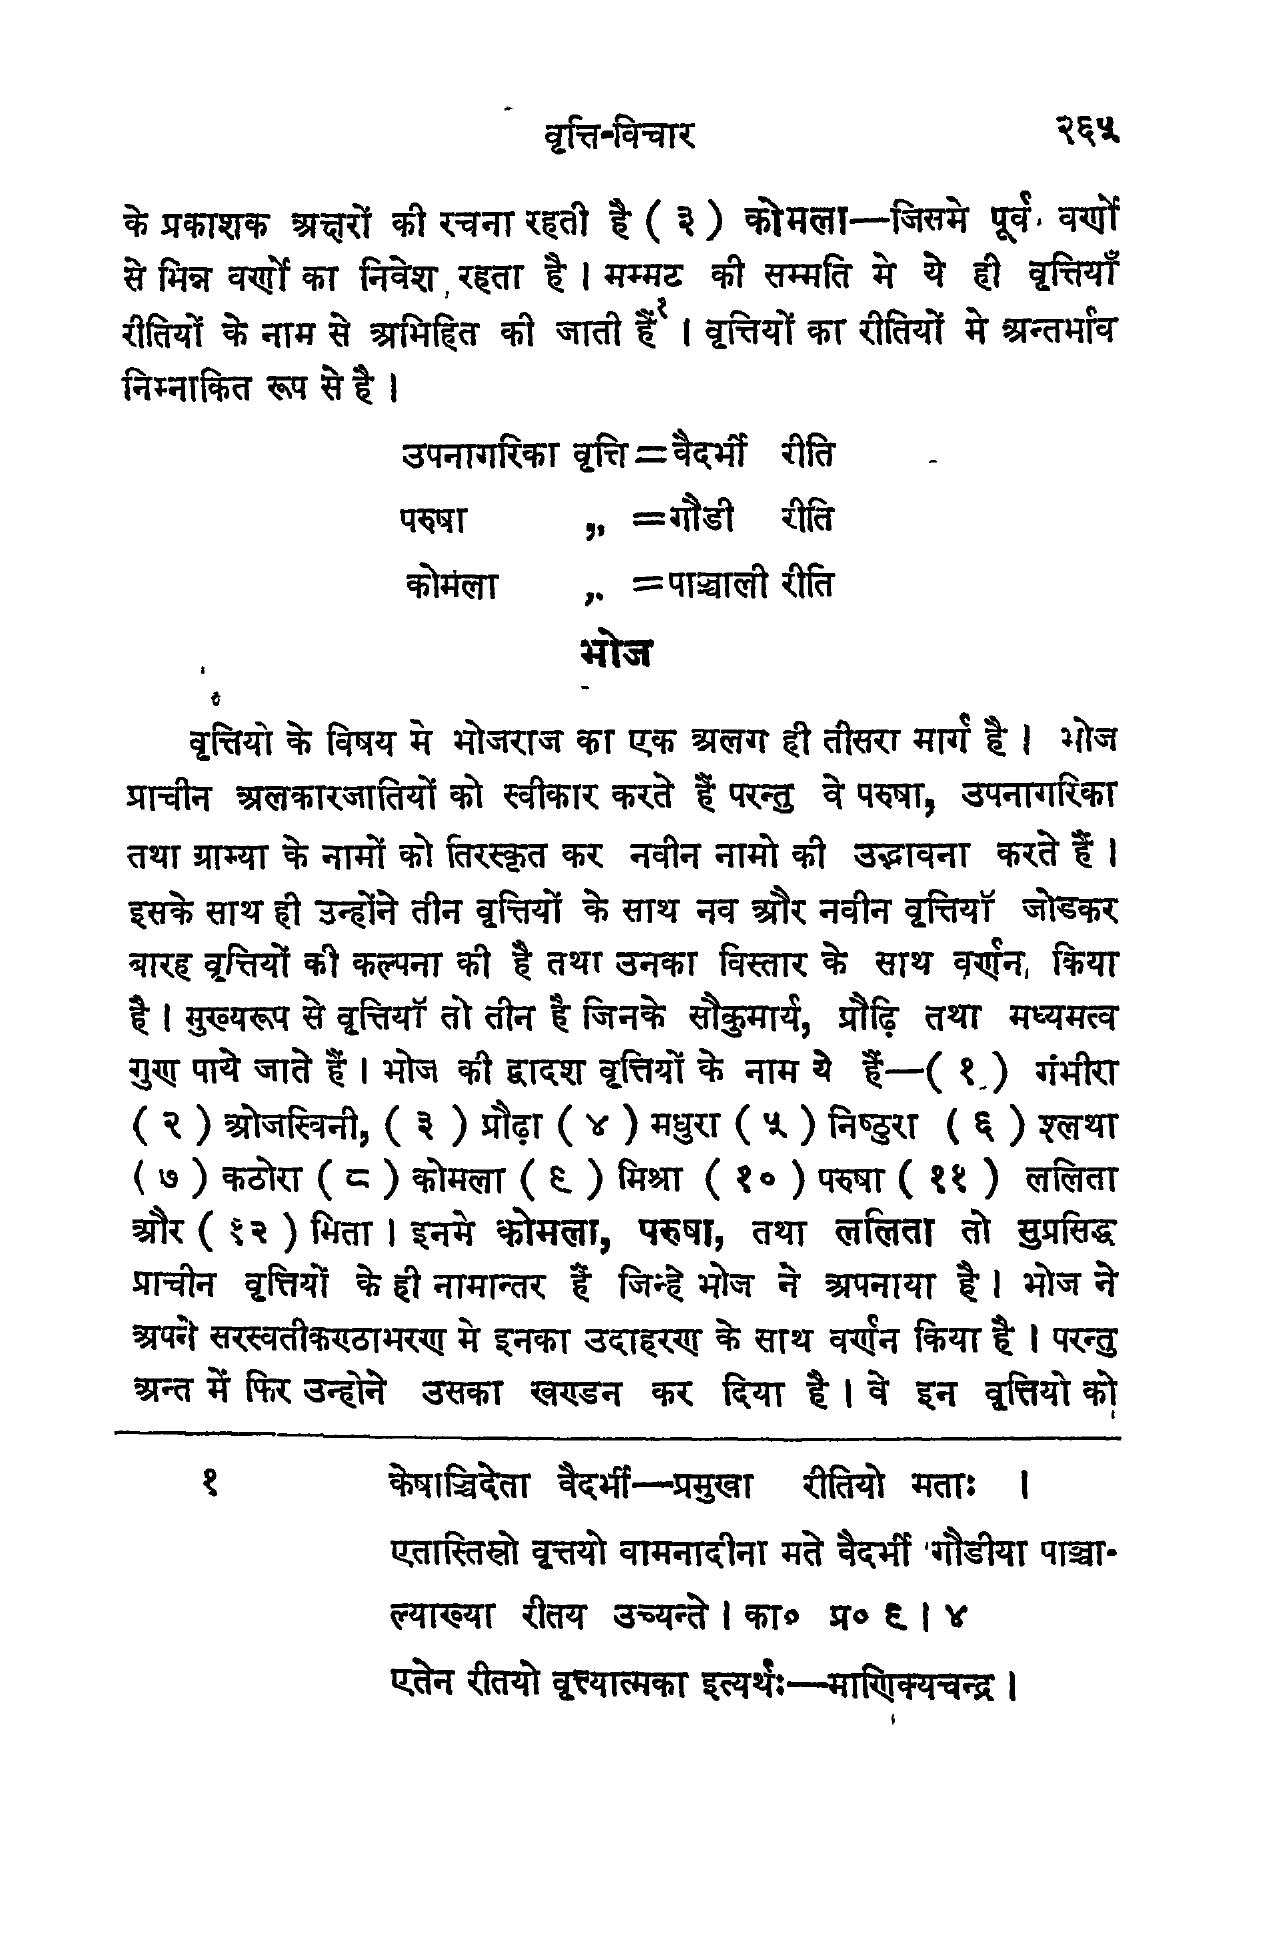 वृत्ति-विचार २६५
के प्रकाशक अक्षरों की रचना रहती है ( ३ ) कोमला—जिसमे पूर्व वर्णों
से भिन्न वर्णों का निवेश रहता है । मम्मट की सम्मति मे ये ही वृत्तियाँ
रीतियों के नाम से अभिहित की जाती हैं१ । वृत्तियों का रीतियों मे अन्तर्भाव
निम्नाकित रूप से है ।
उपनागरिका वृत्ति = वैदर्भी रीति
परुषा ,, = गौडी रीति
कोमला ,, = पाञ्चाली रीति
भोज
वृत्तियो के विषय मे भोजराज का एक अलग ही तीसरा मार्ग है । भोज
प्राचीन अलकारजातियों को स्वीकार करते हैं परन्तु वे परुषा, उपनागरिका
तथा ग्राम्या के नामों को तिरस्कृत कर नवीन नामो की उद्भावना करते हैं ।
इसके साथ ही उन्होंने तीन वृत्तियों के साथ नव और नवीन वृत्तियॉ जोडकर
बारह वृत्तियों की कल्पना की है तथा उनका विस्तार के साथ वर्णन किया
है । मुख्यरूप से वृत्तियॉ तो तीन है जिनके सौकुमार्य, प्रौढ़ि तथा मध्यमत्व
गुण पाये जाते हैं । भोज की द्वादश वृत्तियों के नाम ये हैं—( १ ) गंभीरा
( २ ) ओजस्विनी, ( ३ ) प्रौढ़ा ( ४ ) मधुरा ( ५ ) निष्ठुरा ( ६ ) श्लथा
( ७ ) कठोरा ( ८ ) कोमला ( ९ ) मिश्रा ( १० ) परुषा ( ११ ) ललिता
और ( १२ ) भिता । इनमे कोमला, परुषा, तथा ललिता तो सुप्रसिद्ध
प्राचीन वृत्तियों के ही नामान्तर हैं जिन्हे भोज ने अपनाया है । भोज ने
अपने सरस्वतीकण्ठाभरण मे इनका उदाहरण के साथ वर्णन किया है । परन्तु
अन्त में फिर उन्होने उसका खण्डन कर दिया है । वे इन वृत्तियो को
१ केषाञ्चिदेता वैदर्भी—प्रमुखा रीतियो मताः ।
एतास्तिस्रो वृत्तयो वामनादीना मते वैदर्भी गौडीया पाञ्चा-
ल्याख्या रीतय उच्यन्ते । का० प्र० ९ । ४
एतेन रीतयो वृत्त्यात्मका इत्यर्थः—माणिक्यचन्द्र ।